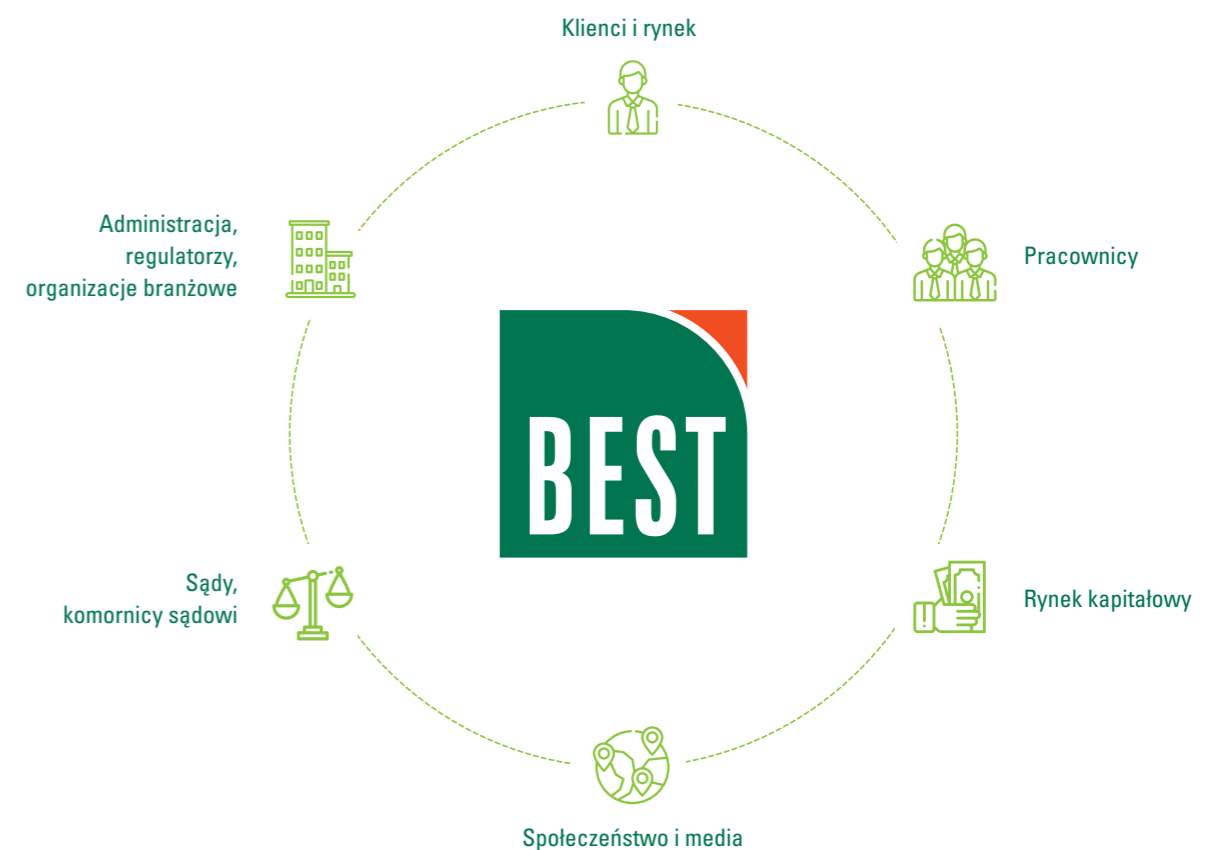 Klienci i rynek
Administracja,
regulatorzy,
organizacje branżowe
Pracownicy
BEST
Sądy,
komornicy sądowi
Rynek kapitałowy
Społeczeństwo i media